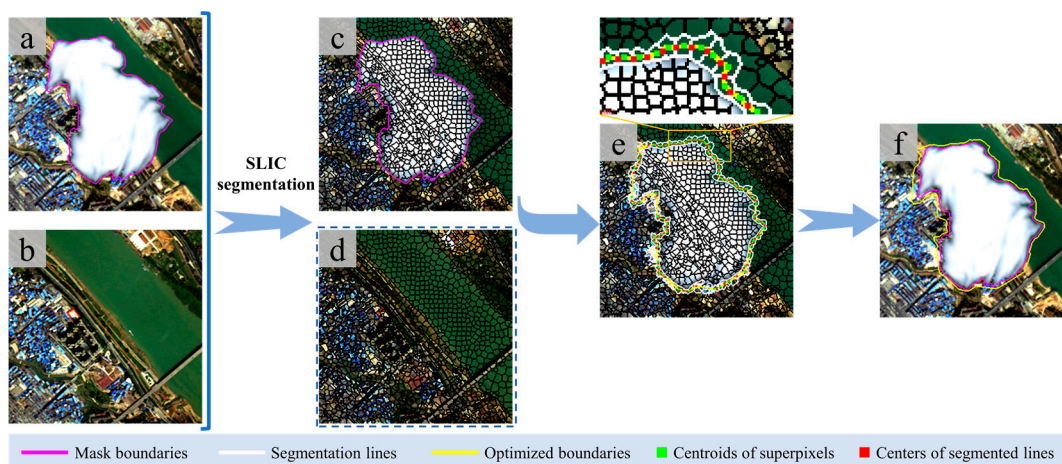 a
c
e
SLIC
segmentation
f
b
d
Mask boundaries
Segmentation lines
Optimized boundaries
Centroids of superpixels
Centers of segmented lines